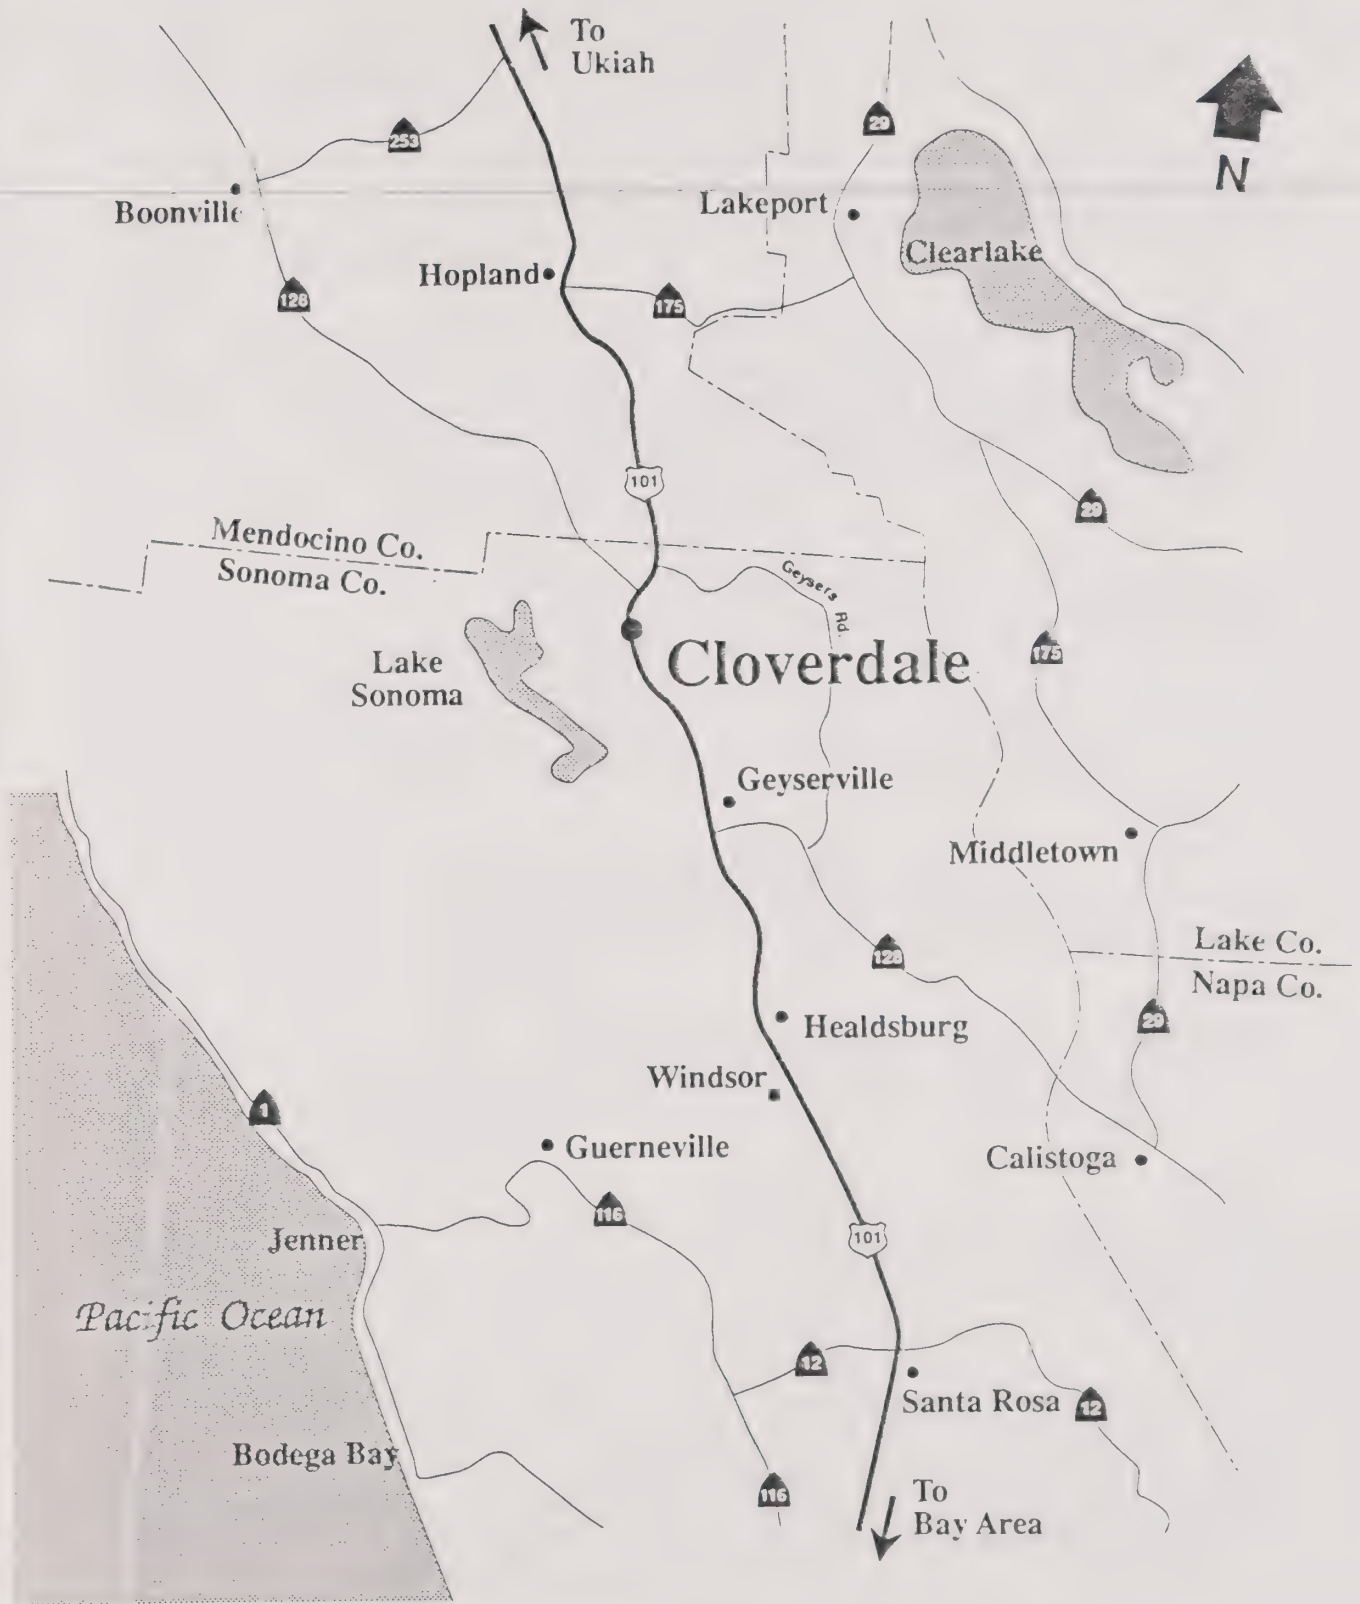 To
Ukiah
253
29
N
Boonville
Lakeport
Clearlake
Hopland
128
175
101
29
Mendocino Co.
Sonoma Co.
Geysers Rd.
Cloverdale
175
Lake
Sonoma
Geyserville
Middletown
128
Lake Co.
Napa Co.
29
Healdsburg
Windsor
1
Guerneville
Calistoga
116
Jenner
101
Pacific Ocean
12
Santa Rosa
12
Bodega Bay
116
To
Bay Area